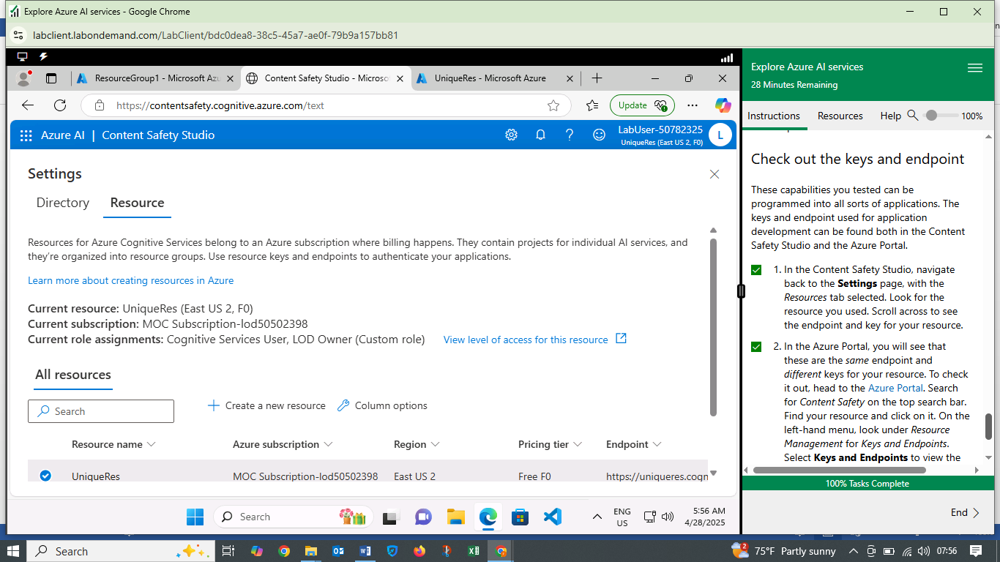 Explore Azure AI services - Google Chrome
labclient.labondemand.com/LabClient/bdc0dea8-38c5-45a7-ae0f-79b9a157bb81
ResourceGroup1 - Microsoft Azu
Content Safety Studio - Microso
UniqueRes - Microsoft Azure
https://contentsafety.cognitive.azure.com/text
Update
Azure AI | Content Safety Studio
LabUser-50782325
UniqueRes (East US 2, F0)
L
Settings
Directory
Resource
Resources for Azure Cognitive Services belong to an Azure subscription where billing happens. They contain projects for individual AI services, and
they're organized into resource groups. Use resource keys and endpoints to authenticate your applications.
Learn more about creating resources in Azure
Current resource: UniqueRes (East US 2, F0)
Current subscription: MOC Subscription-lod50502398
Current role assignments: Cognitive Services User, LOD Owner (Custom role) View level of access for this resource
All resources
Search
Create a new resource
Column options
Resource name Azure subscription Region Pricing tier Endpoint
UniqueRes MOC Subscription-lod50502398 East US 2 Free F0 https://uniqueres.cogn
Search
ENG
US
5:56 AM
4/28/2025
Explore Azure AI services
28 Minutes Remaining
Instructions Resources Help 100%
Check out the keys and endpoint
These capabilities you tested can be
programmed into all sorts of applications. The
keys and endpoint used for application
development can be found both in the Content
Safety Studio and the Azure Portal.
1. In the Content Safety Studio, navigate
back to the Settings page, with the
Resources tab selected. Look for the
resource you used. Scroll across to see
the endpoint and key for your resource.
2. In the Azure Portal, you will see that
these are the same endpoint and
different keys for your resource. To check
it out, head to the Azure Portal. Search
for Content Safety on the top search bar.
Find your resource and click on it. On the
left-hand menu, look under Resource
Management for Keys and Endpoints.
Select Keys and Endpoints to view the
100% Tasks Complete
End
Search
2
75°F Partly sunny
07:56